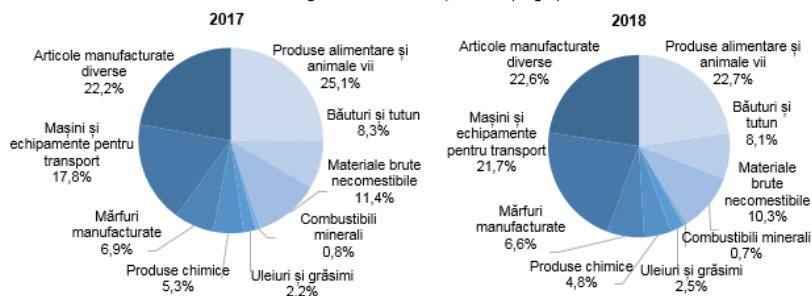 2017
Articole manufacturate
diverse
22,2%
Produse alimentare și
animale vii
25,1%
Băuturi și tutun
8,3%
Mașini și
echipamente pentru
transport
17,8%
Materiale brute
necomestibile
11,4%
Mărfuri
manufacturate
6,9%
Combustibili
minerali
0,8%
Produse chimice
5,3%
Uleiuri și grăsimi
2,2%
2018
Articole manufacturate
diverse
22,6%
Produse alimentare și
animale vii
22,7%
Băuturi și
tutun
8,1%
Mașini și
echipamente
pentru transport
21,7%
Materiale
brute
necomestibile
10,3%
Mărfuri
manufacturate
6,6%
Combustibili minerali
0,7%
Produse chimice
4,8%
Uleiuri și grăsimi
2,5%